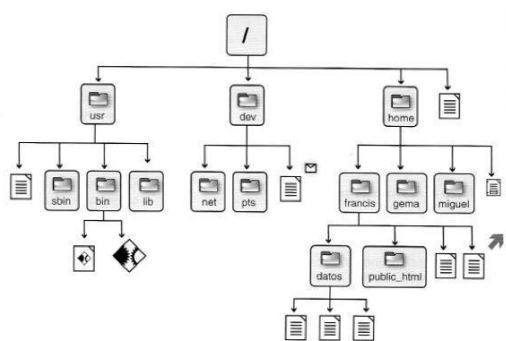 /
usr
dev
home
sbin
bin
lib
net
pts
francis
gema
miguel
datos
public_html